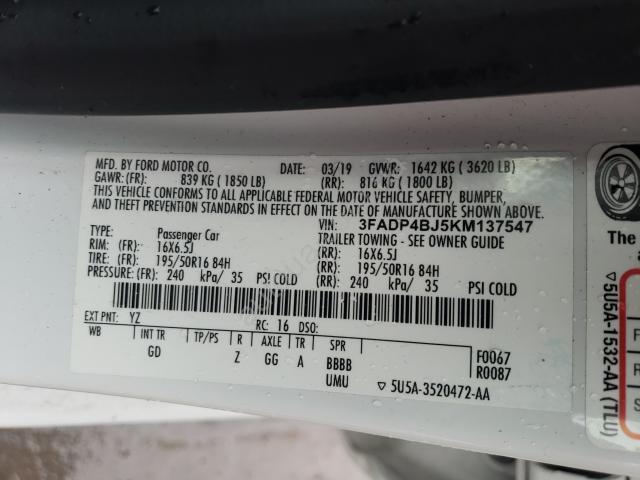 MFD. BY FORD MOTOR CO. DATE: 03/19 GVWR: 1642 KG ( 3620 LB)
GAWR: (FR): 839 KG ( 1850 LB) (RR): 816 KG ( 1800 LB)
THIS VEHICLE CONFORMS TO ALL APPLICABLE FEDERAL MOTOR VEHICLE SAFETY, BUMPER,
AND THEFT PREVENTION STANDARDS IN EFFECT ON THE DATE OF MANUFACTURE SHOWN ABOVE.
VIN: 3FADP4BJ5KM137547
TYPE: Passenger Car TRAILER TOWING - SEE OWNER GUIDE
RIM: (FR): 16X6.5J (RR): 16X6.5J
TIRE: (FR): 195/50R16 84H (RR): 195/50R16 84H
PRESSURE: (FR): 240 kPa/ 35 PSI COLD (RR): 240 kPa/ 35 PSI COLD
EXT PNT: YZ RC: 16 DSO:
WB INT TR TP/PS R AXLE TR SPR F0067
GD Z GG A BBBB R0087
UMU ▽ 5U5A-3520472-AA
The
▽ 5U5A-1532-AA (TLU)
F
R
S